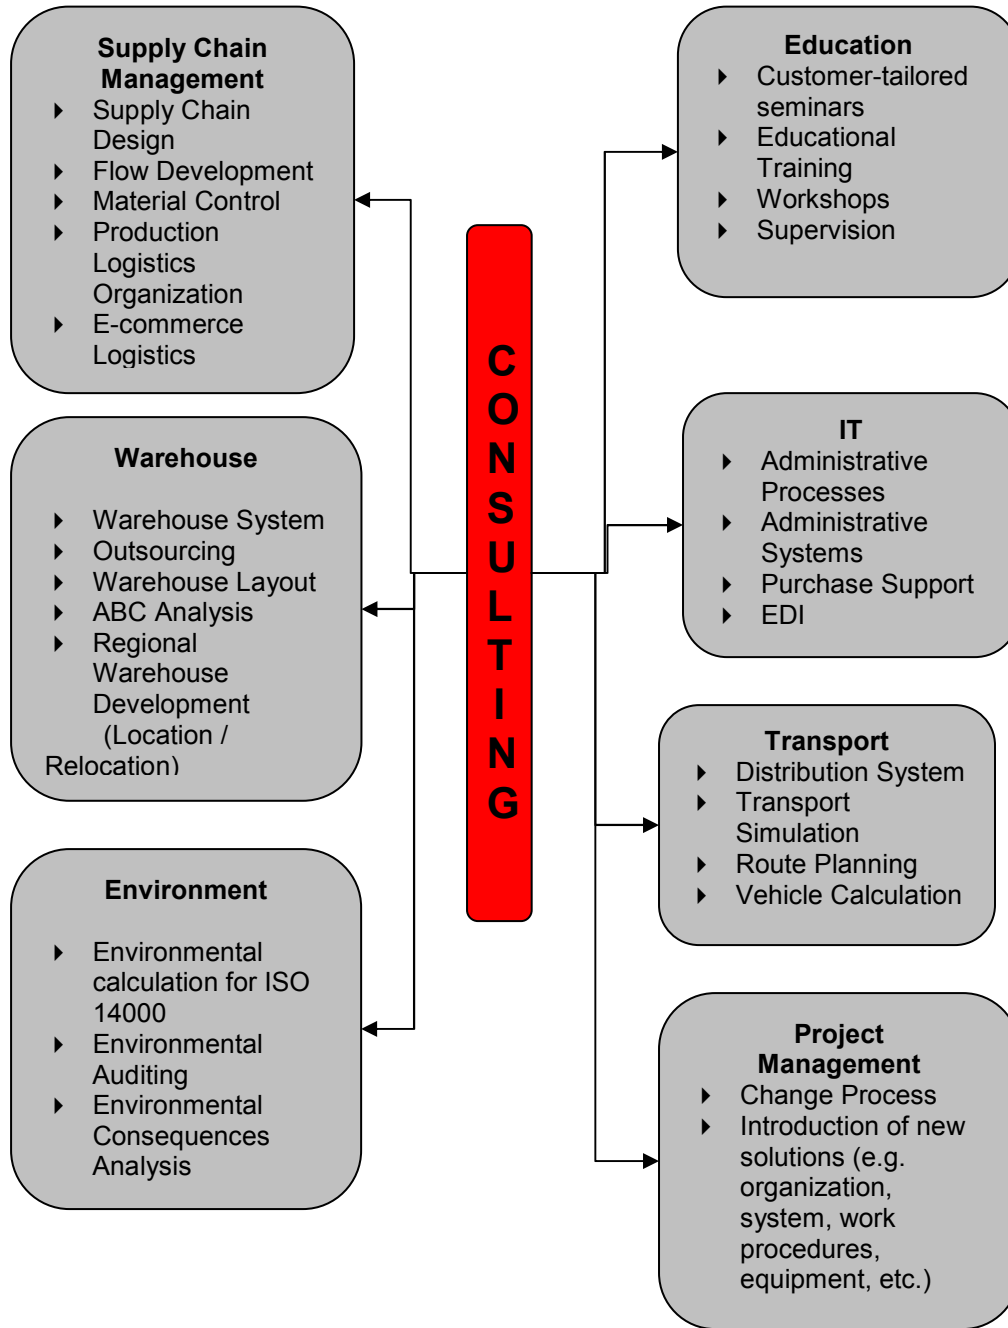 Supply Chain
Management
Supply Chain
Design
Flow Development
Material Control
Production
Logistics
Organization
E-commerce
Logistics
Warehouse
Warehouse System
Outsourcing
Warehouse Layout
ABC Analysis
Regional
Warehouse
Development
(Location /
Relocation)
Environment
Environmental
calculation for ISO
14000
Environmental
Auditing
Environmental
Consequences
Analysis
CONSULTING
Education
Customer-tailored
seminars
Educational
Training
Workshops
Supervision
IT
Administrative
Processes
Administrative
Systems
Purchase Support
EDI
Transport
Distribution System
Transport
Simulation
Route Planning
Vehicle Calculation
Project
Management
Change Process
Introduction of new
solutions (e.g.
organization,
system, work
procedures,
equipment, etc.)